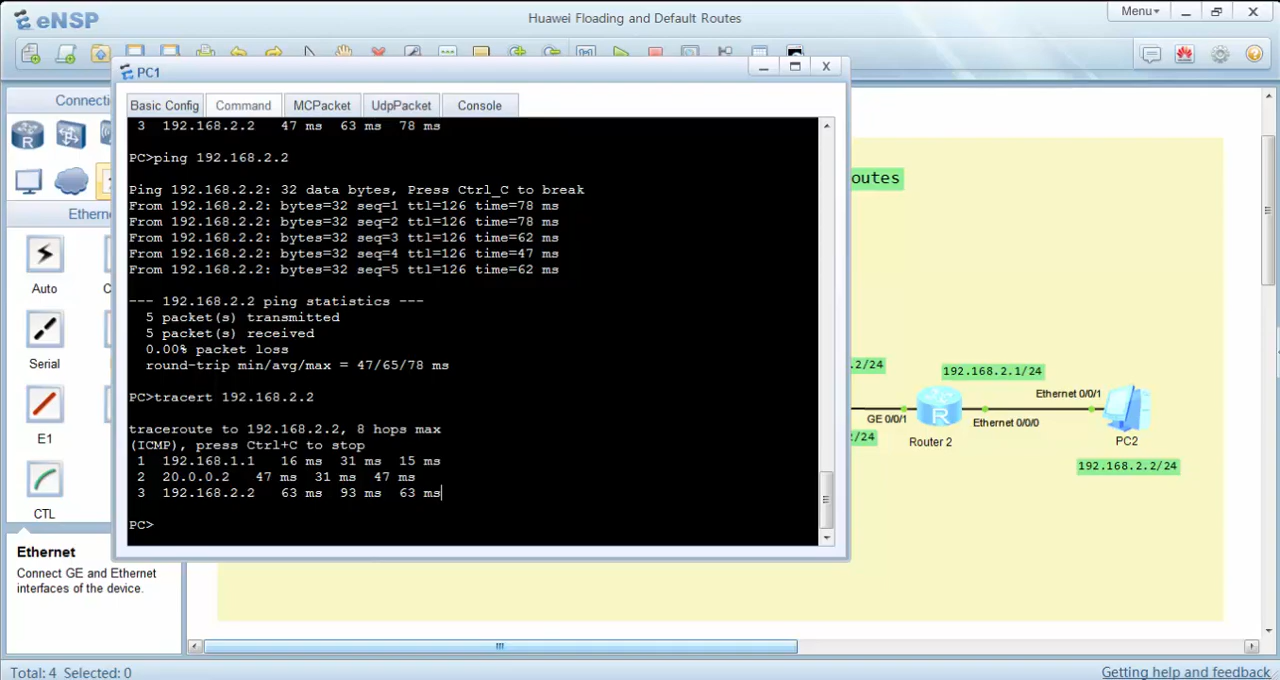 eNSP
Huawei Floading and Default Routes
Menu
PC1
Basic Config
Command
MCPacket
UdpPacket
Console
3 192.168.2.2 47 ms 63 ms 78 ms
PC>ping 192.168.2.2
Ping 192.168.2.2: 32 data bytes, Press Ctrl_C to break
From 192.168.2.2: bytes=32 seq=1 ttl=126 time=78 ms
From 192.168.2.2: bytes=32 seq=2 ttl=126 time=78 ms
From 192.168.2.2: bytes=32 seq=3 ttl=126 time=62 ms
From 192.168.2.2: bytes=32 seq=4 ttl=126 time=47 ms
From 192.168.2.2: bytes=32 seq=5 ttl=126 time=62 ms
--- 192.168.2.2 ping statistics ---
5 packet(s) transmitted
5 packet(s) received
0.00% packet loss
round-trip min/avg/max = 47/65/78 ms
PC>tracert 192.168.2.2
traceroute to 192.168.2.2, 8 hops max
(ICMP), press Ctrl+C to stop
1 192.168.1.1 16 ms 31 ms 15 ms
2 20.0.0.2 47 ms 31 ms 47 ms
3 192.168.2.2 63 ms 93 ms 63 ms
PC>
Connecti
R
Etherne
Auto
C
Serial
E1
CTL
Ethernet
Connect GE and Ethernet
interfaces of the device.
outes
.2/24
192.168.2.1/24
Ethernet 0/0/1
GE 0/0/1
R
Ethernet 0/0/0
2/24
Router 2
PC2
192.168.2.2/24
Total: 4 Selected: 0
Getting help and feedback